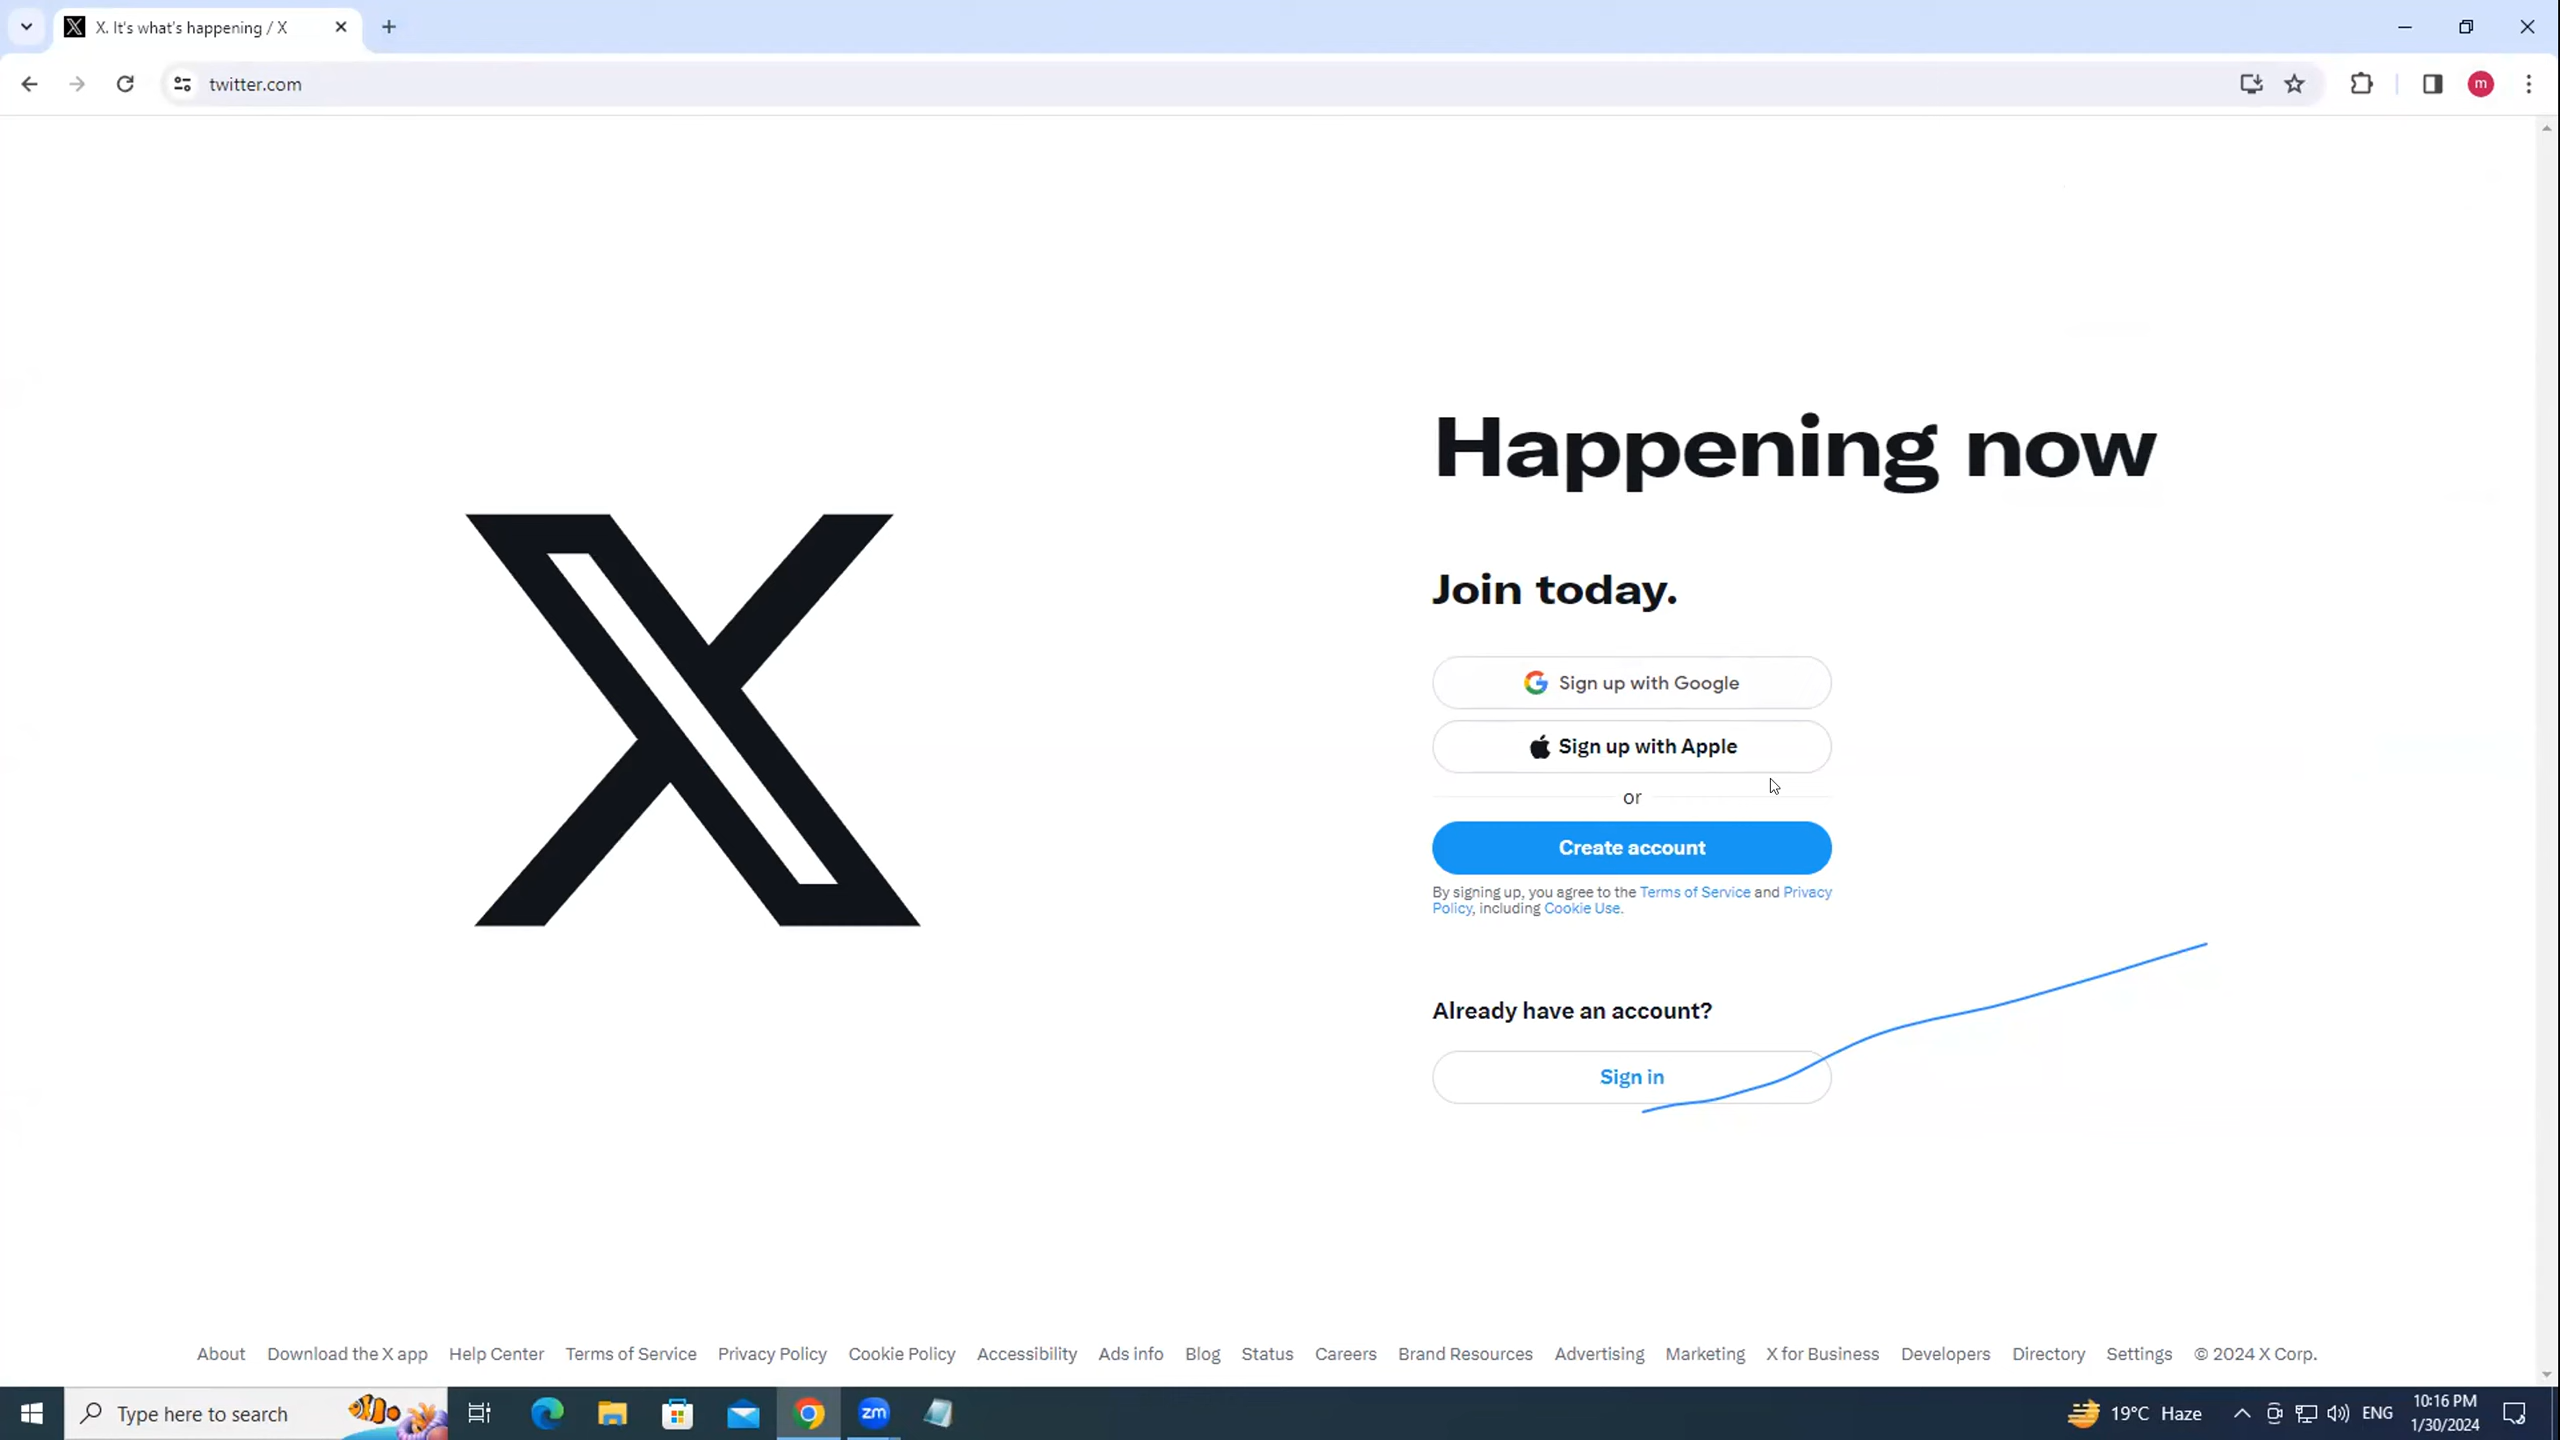 X. It's what's happening / X
twitter.com
m
Happening now
Join today.
Sign up with Google
Sign up with Apple
or
Create account
By signing up, you agree to the Terms of Service and Privacy
Policy, including Cookie Use.
Already have an account?
Sign in
About Download the X app Help Center Terms of Service Privacy Policy Cookie Policy Accessibility Ads info Blog Status Careers Brand Resources Advertising Marketing X for Business Developers Directory Settings © 2024 X Corp.
Type here to search
zm
19°C Haze
ENG
10:16 PM
1/30/2024